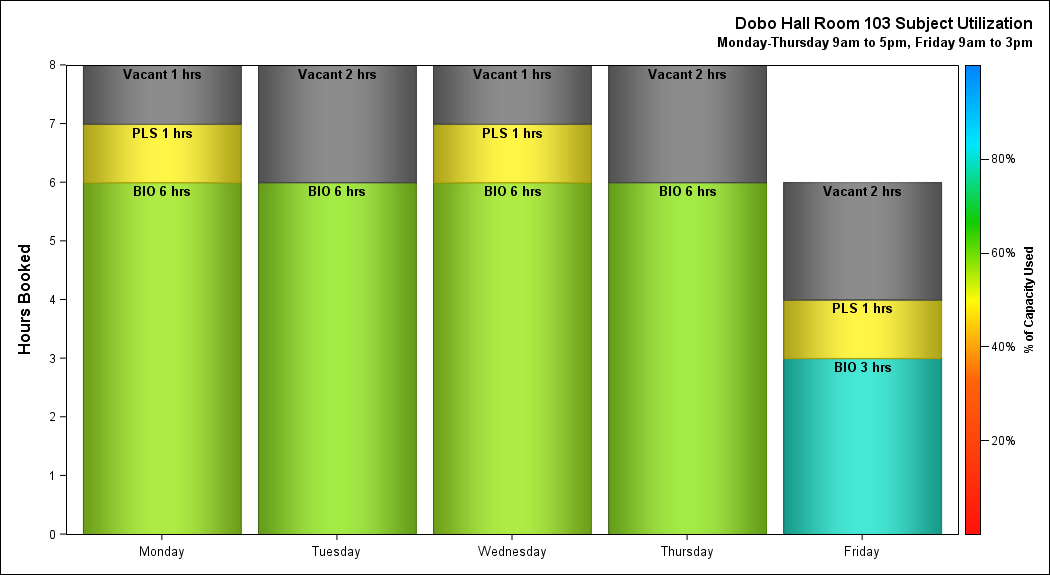 Dobo Hall Room 103 Subject Utilization
Monday-Thursday 9am to 5pm, Friday 9am to 3pm
Hours Booked
8
7
6
5
4
3
2
1
0
Vacant 1 hrs
PLS 1 hrs
BIO 6 hrs
Vacant 2 hrs
BIO 6 hrs
Vacant 1 hrs
PLS 1 hrs
BIO 6 hrs
Vacant 2 hrs
BIO 6 hrs
Vacant 2 hrs
PLS 1 hrs
BIO 3 hrs
Monday
Tuesday
Wednesday
Thursday
Friday
80%
60%
40%
20%
% of Capacity Used